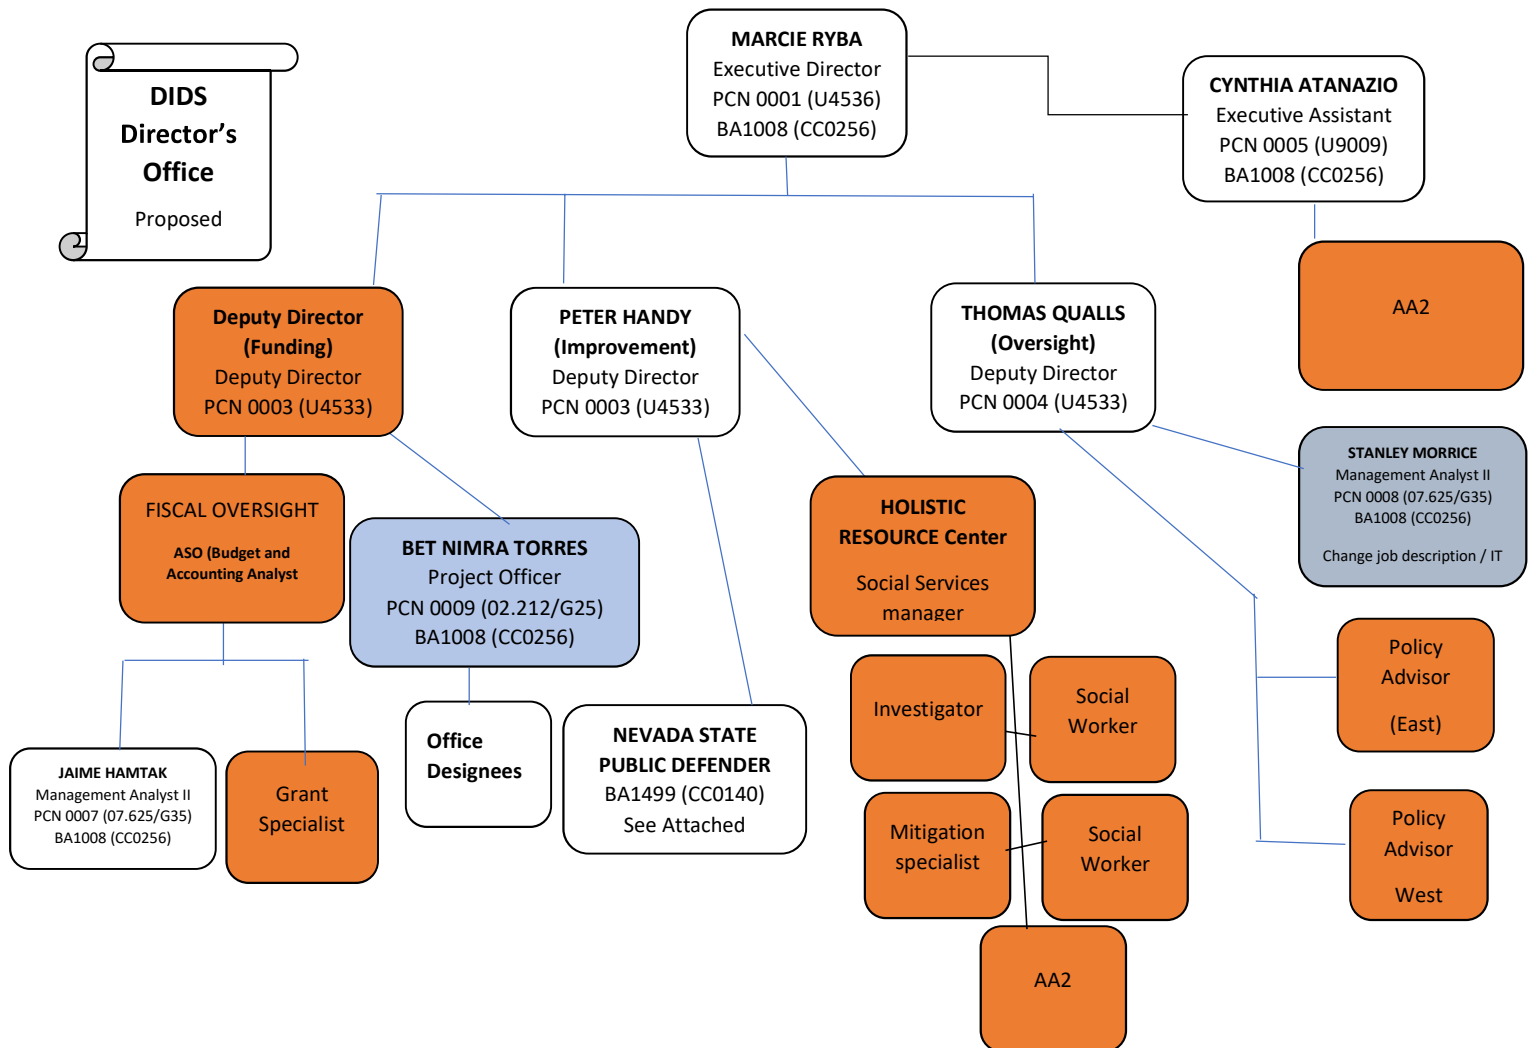 DIDS
Director’s
Office
Proposed
MARCIE RYBA
Executive Director
PCN 0001 (U4536)
BA1008 (CC0256)
CYNTHIA ATANAZIO
Executive Assistant
PCN 0005 (U9009)
BA1008 (CC0256)
AA2
Deputy Director
(Funding)
Deputy Director
PCN 0003 (U4533)
PETER HANDY
(Improvement)
Deputy Director
PCN 0003 (U4533)
THOMAS QUALLS
(Oversight)
Deputy Director
PCN 0004 (U4533)
STANLEY MORRICE
Management Analyst II
PCN 0008 (07.625/G35)
BA1008 (CC0256)
Change job description / IT
FISCAL OVERSIGHT
ASO (Budget and
Accounting Analyst
BET NIMRA TORRES
Project Officer
PCN 0009 (02.212/G25)
BA1008 (CC0256)
HOLISTIC
RESOURCE Center
Social Services
manager
Policy
Advisor
(East)
Investigator
Social
Worker
Office
Designees
NEVADA STATE
PUBLIC DEFENDER
BA1499 (CC0140)
See Attached
JAIME HAMTAK
Management Analyst II
PCN 0007 (07.625/G35)
BA1008 (CC0256)
Grant
Specialist
Mitigation
specialist
Social
Worker
Policy
Advisor
West
AA2